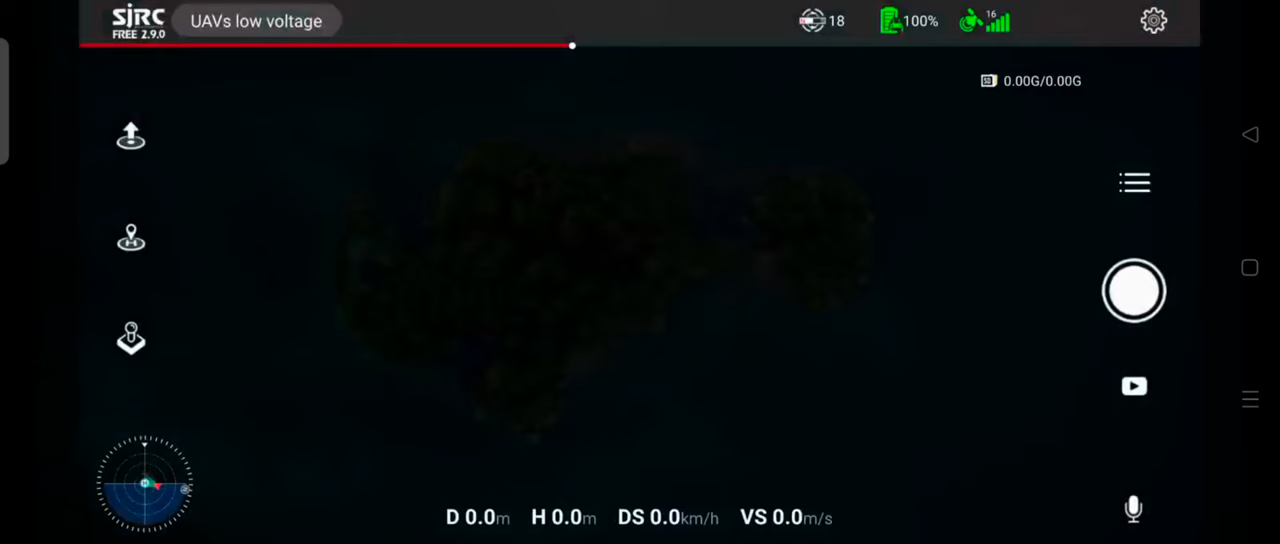 SJRC
FREE 2.9.0
UAVs low voltage
18
100%
16
SD 0.00G/0.00G
H
D 0.0m H 0.0m DS 0.0km/h VS 0.0m/s